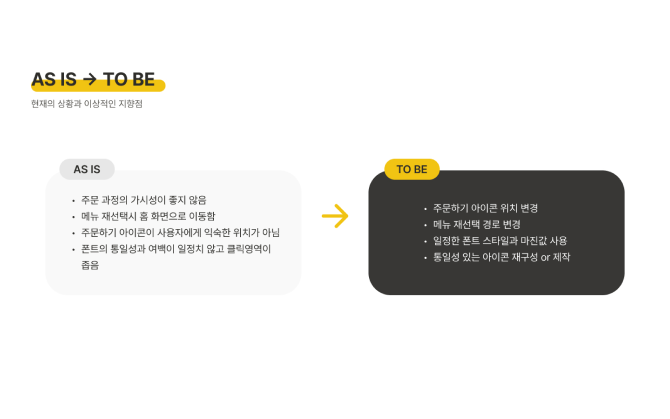 AS IS → TO BE
현재의 상황과 이상적인 지향점
AS IS
• 주문 과정의 가시성이 좋지 않음
• 메뉴 재선택시 홈 화면으로 이동함
• 주문하기 아이콘이 사용자에게 익숙한 위치가 아님
• 폰트의 통일성과 여백이 일정치 않고 클릭영역이
좁음
TO BE
• 주문하기 아이콘 위치 변경
• 메뉴 재선택 경로 변경
• 일정한 폰트 스타일과 마진값 사용
• 통일성 있는 아이콘 재구성 or 제작